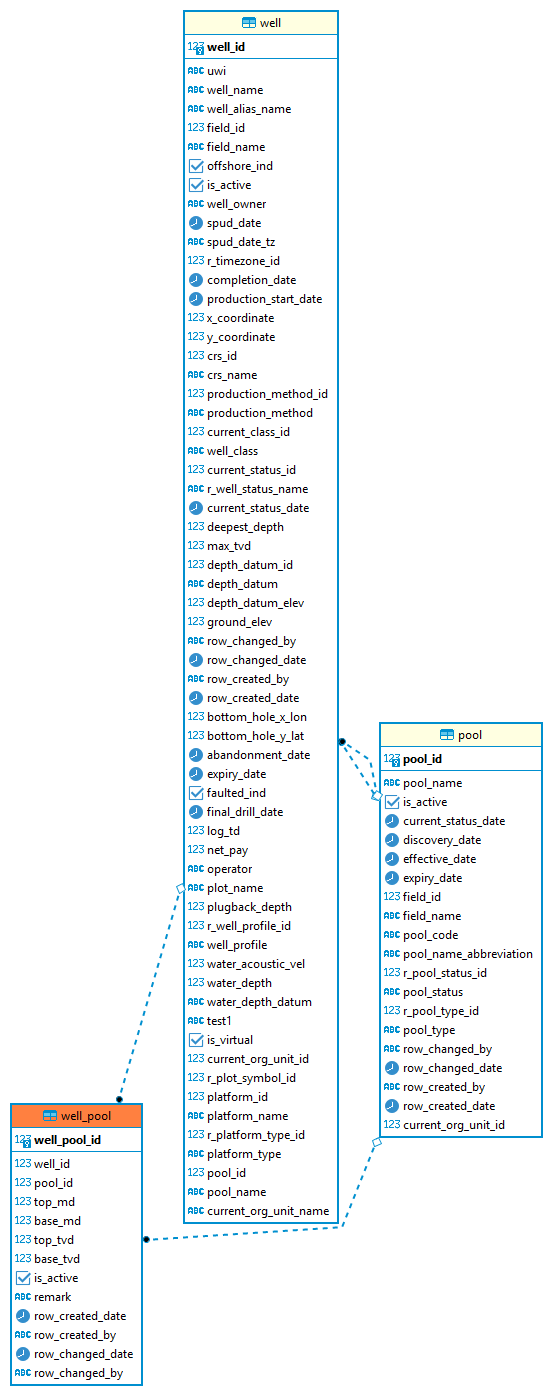 well
123 well_id
ABC uwi
ABC well_name
ABC well_alias_name
123 field_id
ABC field_name
offshore_ind
is_active
ABC well_owner
spud_date
ABC spud_date_tz
123 r_timezone_id
completion_date
production_start_date
123 x_coordinate
123 y_coordinate
123 crs_id
ABC crs_name
123 production_method_id
ABC production_method
123 current_class_id
ABC well_class
123 current_status_id
ABC r_well_status_name
current_status_date
123 deepest_depth
123 max_tvd
123 depth_datum_id
ABC depth_datum
123 depth_datum_elev
123 ground_elev
ABC row_changed_by
row_changed_date
ABC row_created_by
row_created_date
123 bottom_hole_x_lon
123 bottom_hole_y_lat
abandonment_date
expiry_date
faulted_ind
final_drill_date
123 log_td
123 net_pay
ABC operator
ABC plot_name
123 plugback_depth
123 r_well_profile_id
ABC well_profile
123 water_acoustic_vel
123 water_depth
ABC water_depth_datum
ABC test1
is_virtual
123 current_org_unit_id
123 r_plot_symbol_id
123 platform_id
ABC platform_name
123 r_platform_type_id
ABC platform_type
123 pool_id
ABC pool_name
ABC current_org_unit_name
pool
123 pool_id
ABC pool_name
is_active
current_status_date
discovery_date
effective_date
expiry_date
123 field_id
ABC field_name
ABC pool_code
ABC pool_name_abbreviation
123 r_pool_status_id
ABC pool_status
123 r_pool_type_id
ABC pool_type
ABC row_changed_by
row_changed_date
ABC row_created_by
row_created_date
123 current_org_unit_id
well_pool
123 well_pool_id
123 well_id
123 pool_id
123 top_md
123 base_md
123 top_tvd
123 base_tvd
is_active
ABC remark
row_created_date
ABC row_created_by
row_changed_date
ABC row_changed_by